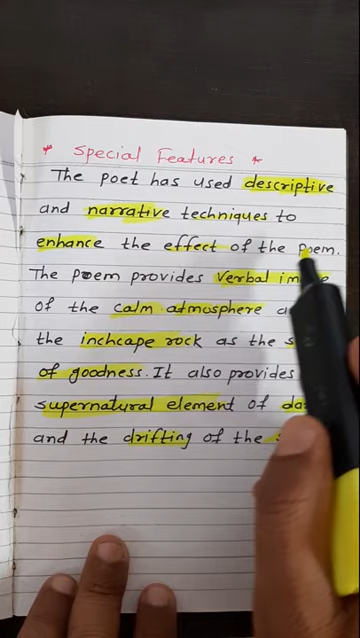 * Special Features *
The poet has used descriptive
and narrative techniques to
enhance the effect of the poem.
The poem provides verbal
of the calm atmosphere
the inchcape rock as the
of goodness. It also provides
supernatural element of
and the drifting of the